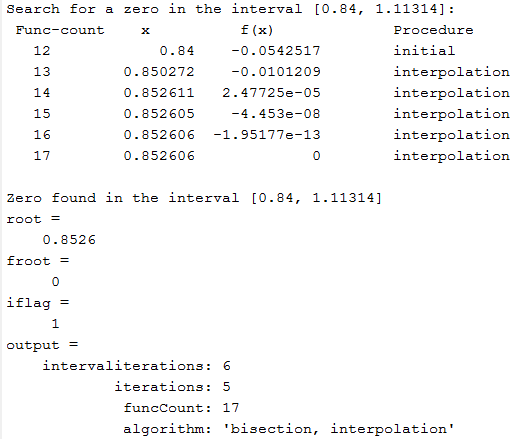 Search for a zero in the interval [0.84, 1.11314]:
Func-count x f(x) Procedure
12 0.84 -0.0542517 initial
13 0.850272 -0.0101209 interpolation
14 0.852611 2.47725e-05 interpolation
15 0.852605 -4.453e-08 interpolation
16 0.852606 -1.95177e-13 interpolation
17 0.852606 0 interpolation
Zero found in the interval [0.84, 1.11314]
root =
0.8526
froot =
0
iflag =
1
output =
intervaliterations: 6
iterations: 5
funcCount: 17
algorithm: 'bisection, interpolation'